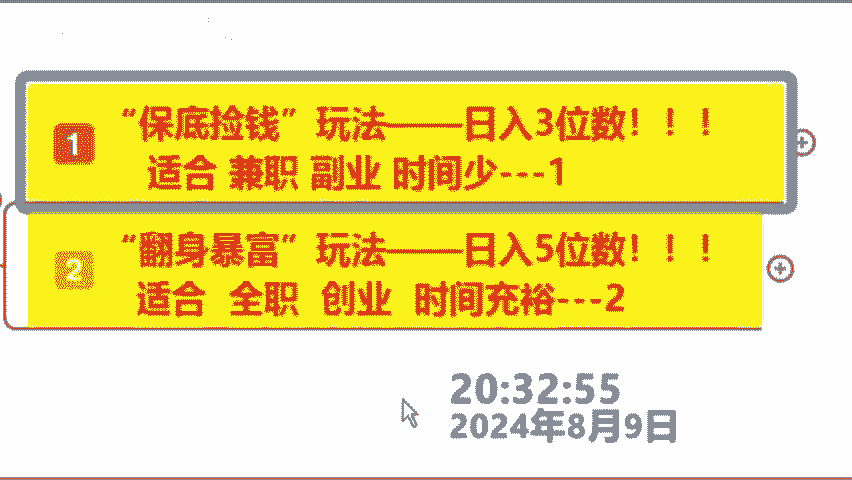 1
“保底捡钱”玩法——日入3位数！！！
适合 兼职 副业 时间少---1
2
“翻身暴富”玩法——日入5位数！！！
适合 全职 创业 时间充裕---2
20:32:55
2024年8月9日